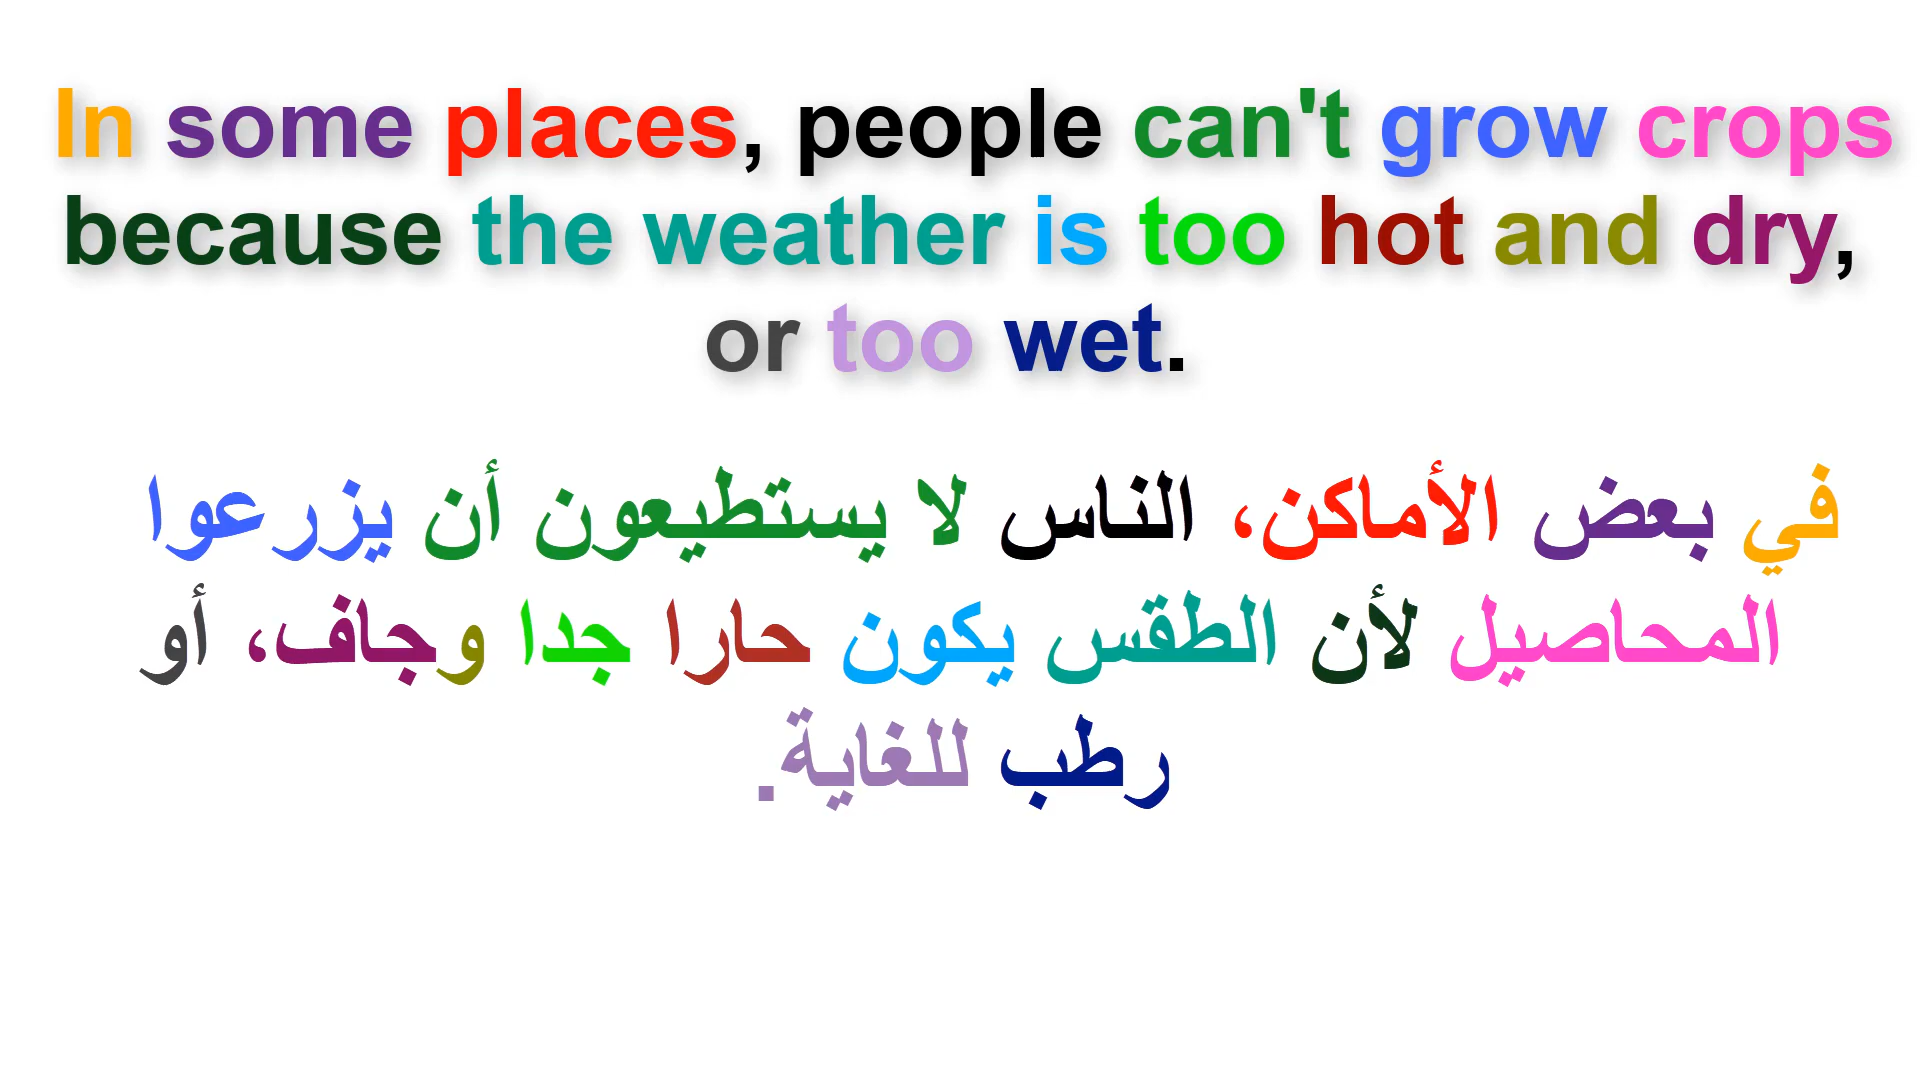 In some places, people can't grow crops
because the weather is too hot and dry,
or too wet.
في بعض الأماكن، الناس لا يستطيعون أن يزرعوا
المحاصيل لأن الطقس يكون حارا جدا وجاف، أو
رطب للغاية.